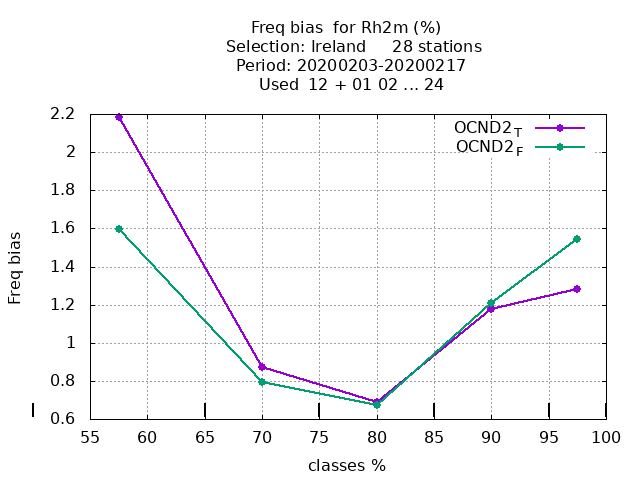 Freq bias  for Rh2m (%)
Selection: Ireland     28 stations
Period: 20200203-20200217
Used  12 + 01 02 ... 24
OCND2T
OCND2F
2.2
2
1.8
1.6
1.4
1.2
1
0.8
0.6
Freq bias
55 60 65 70 75 80 85 90 95 100
classes %